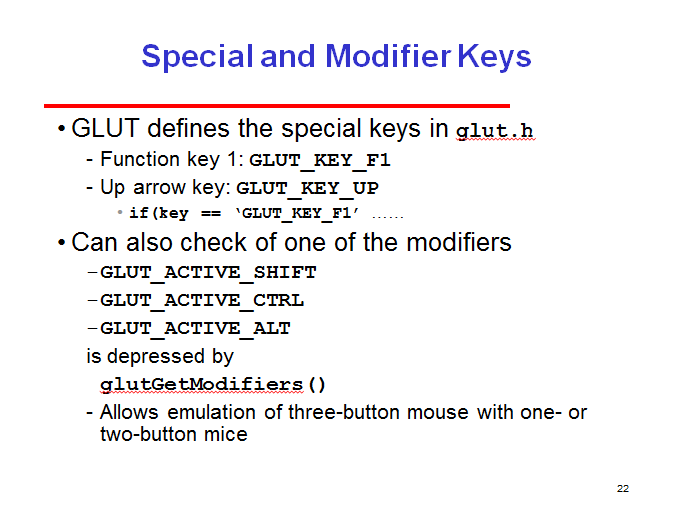 Special and Modifier Keys
• GLUT defines the special keys in glut.h
- Function key 1: GLUT_KEY_F1
- Up arrow key: GLUT_KEY_UP
• if(key == ‘GLUT_KEY_F1’ ……
• Can also check of one of the modifiers
–GLUT_ACTIVE_SHIFT
–GLUT_ACTIVE_CTRL
–GLUT_ACTIVE_ALT
is depressed by
glutGetModifiers()
- Allows emulation of three-button mouse with one- or
two-button mice
22